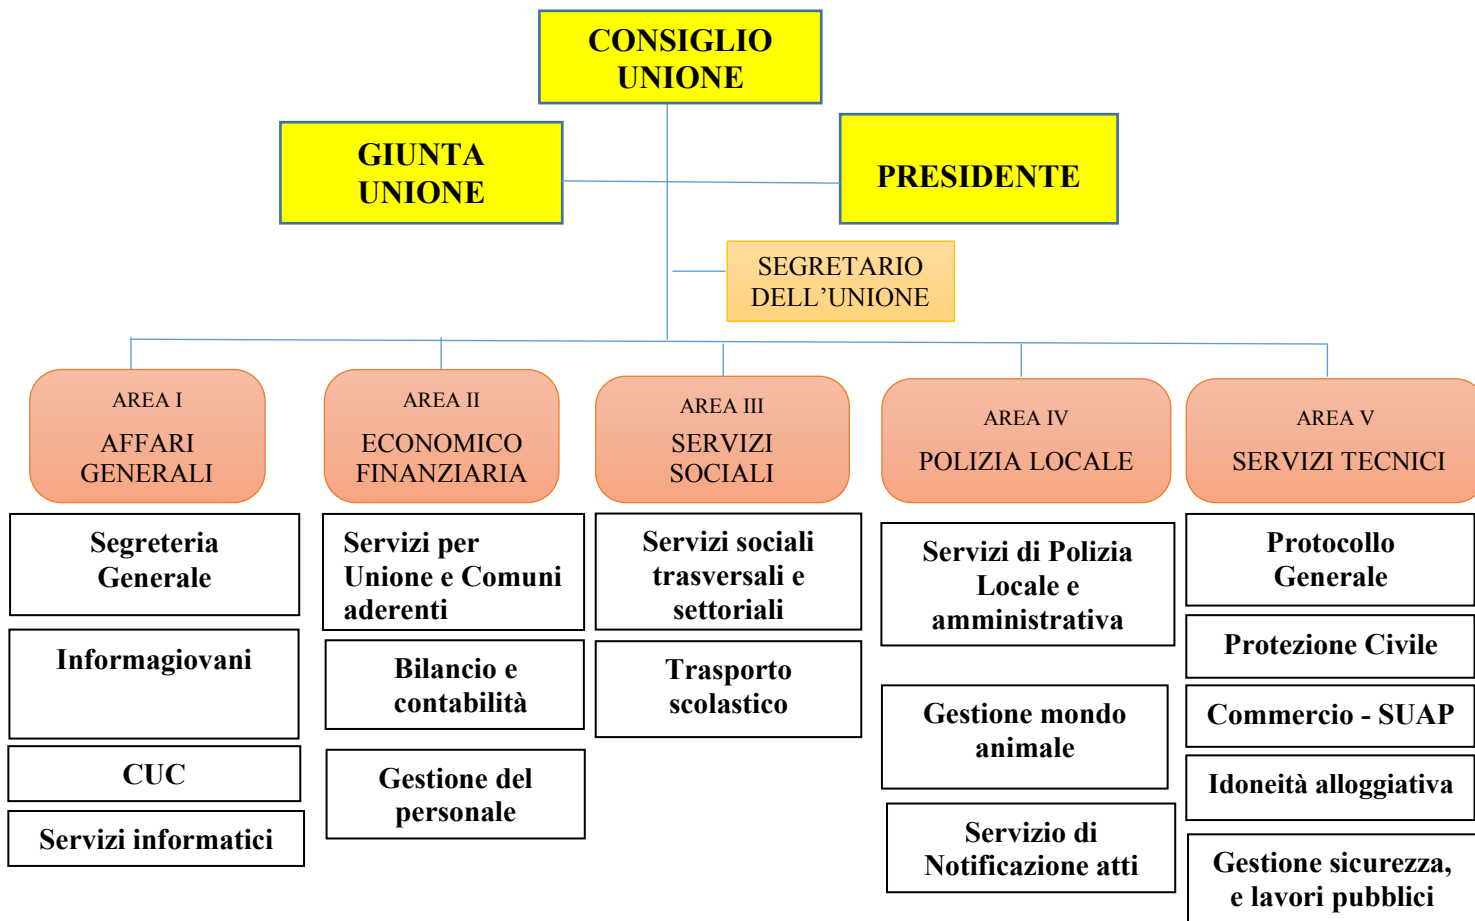 CONSIGLIO
UNIONE
GIUNTA
UNIONE
PRESIDENTE
SEGRETARIO
DELL’UNIONE
AREA I
AFFARI
GENERALI
AREA II
ECONOMICO
FINANZIARIA
AREA III
SERVIZI
SOCIALI
AREA IV
POLIZIA LOCALE
AREA V
SERVIZI TECNICI
Segreteria
Generale
Informagiovani
CUC
Servizi informatici
Servizi per
Unione e Comuni
aderenti
Bilancio e
contabilità
Gestione del
personale
Servizi sociali
trasversali e
settoriali
Trasporto
scolastico
Servizi di Polizia
Locale e
amministrativa
Gestione mondo
animale
Servizio di
Notificazione atti
Protocollo
Generale
Protezione Civile
Commercio - SUAP
Idoneità alloggiativa
Gestione sicurezza,
e lavori pubblici